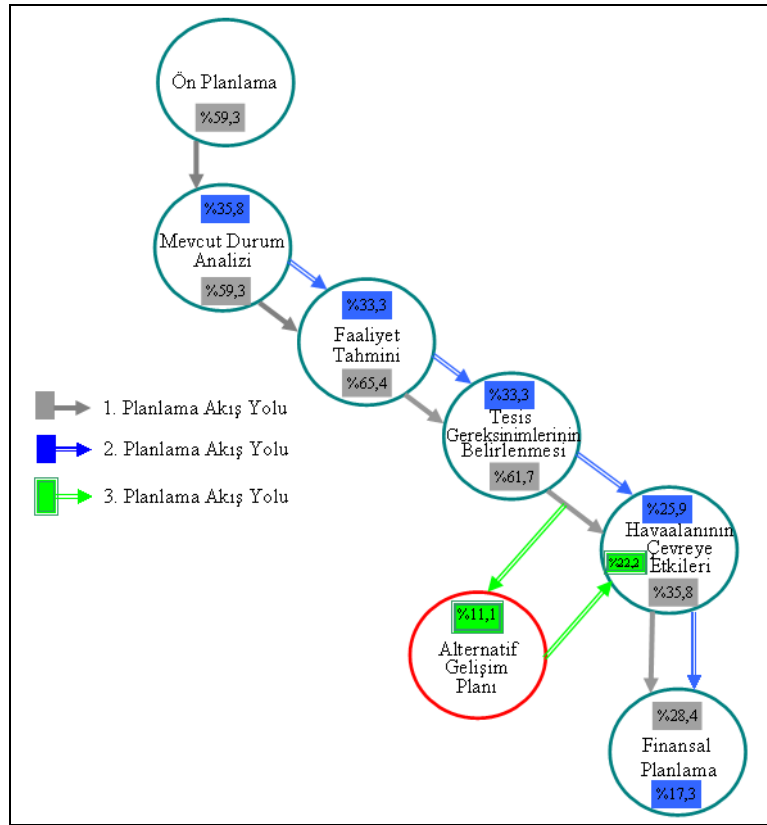 Ön Planlama
%59,3
%35,8
Mevcut Durum
Analizi
%59,3
%33,3
Faaliyet
Tahmini
%65,4
%33,3
Tesis
Gereksinimlerinin
Belirlenmesi
%61,7
1. Planlama Akış Yolu
2. Planlama Akış Yolu
3. Planlama Akış Yolu
%25,9
Havaalanının
Çevreye
%22,2
Etkileri
%35,8
%11,1
Alternatif
Gelişim
Planı
%28,4
Finansal
Planlama
%17,3